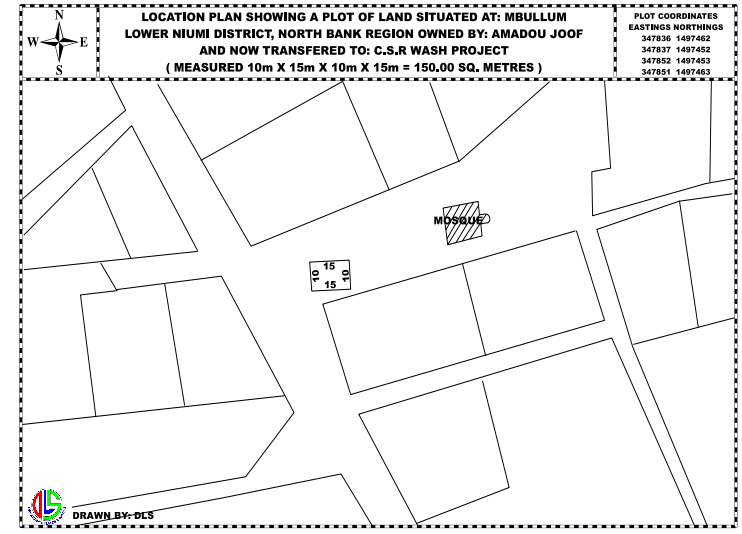 N
W E
S
LOCATION PLAN SHOWING A PLOT OF LAND SITUATED AT: MBULLUM
LOWER NIUMI DISTRICT, NORTH BANK REGION OWNED BY: AMADOU JOOF
AND NOW TRANSFERED TO: C.S.R WASH PROJECT
( MEASURED 10m X 15m X 10m X 15m = 150.00 SQ. METRES )
PLOT COORDINATES
EASTINGS NORTHINGS
347836 1497462
347837 1497452
347852 1497453
347851 1497463
MOSQUE
15
10 10
15
DLS
DRAWN BY: DLS